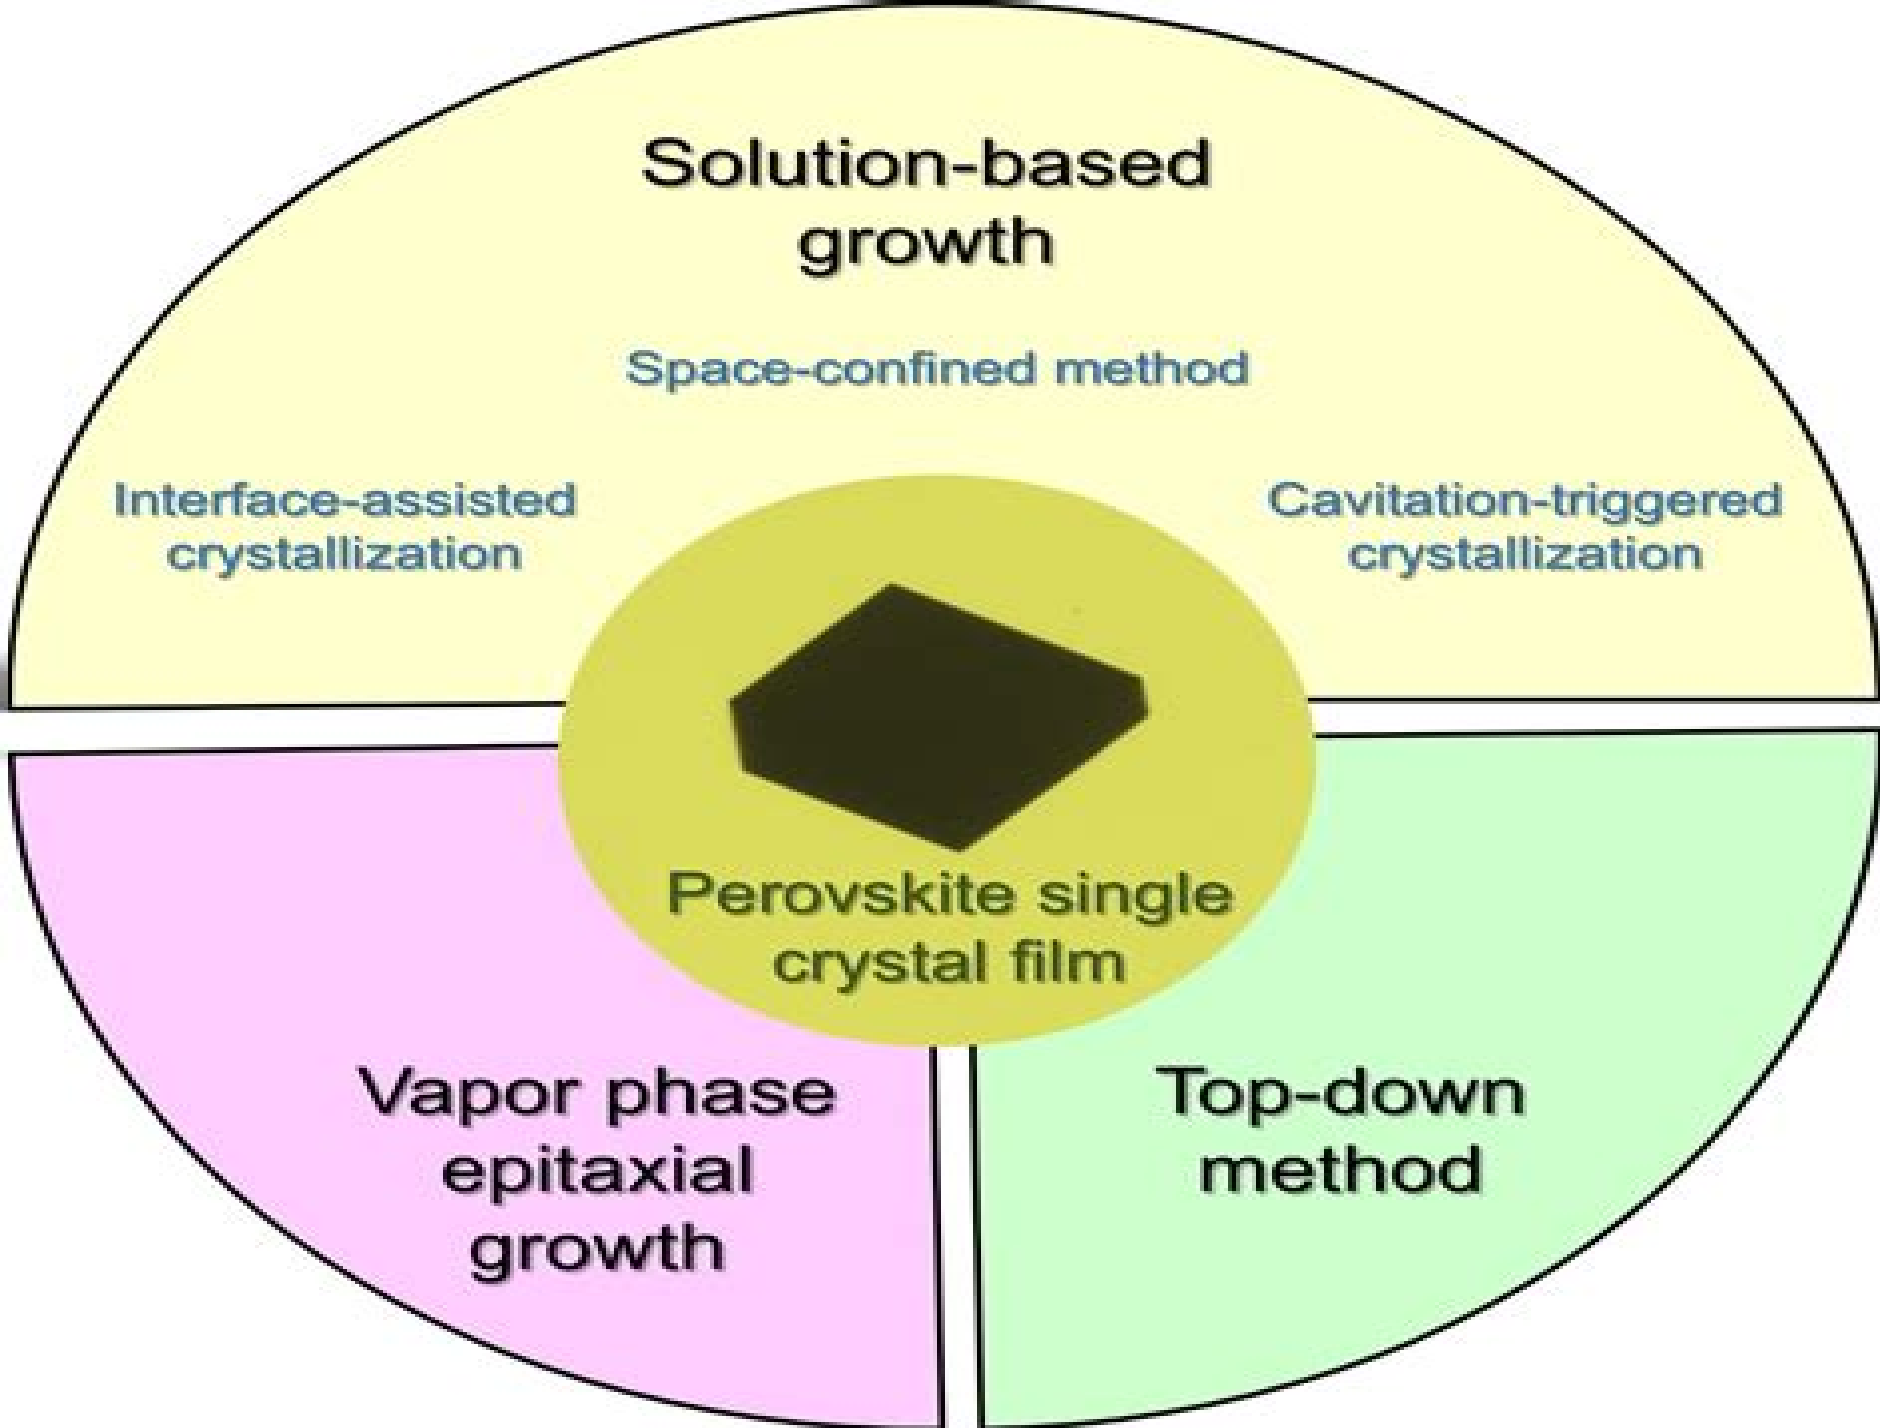 Solution-based
growth
Space-confined method
Interface-assisted
crystallization
Cavitation-triggered
crystallization
Perovskite single
crystal film
Vapor phase
epitaxial
growth
Top-down
method